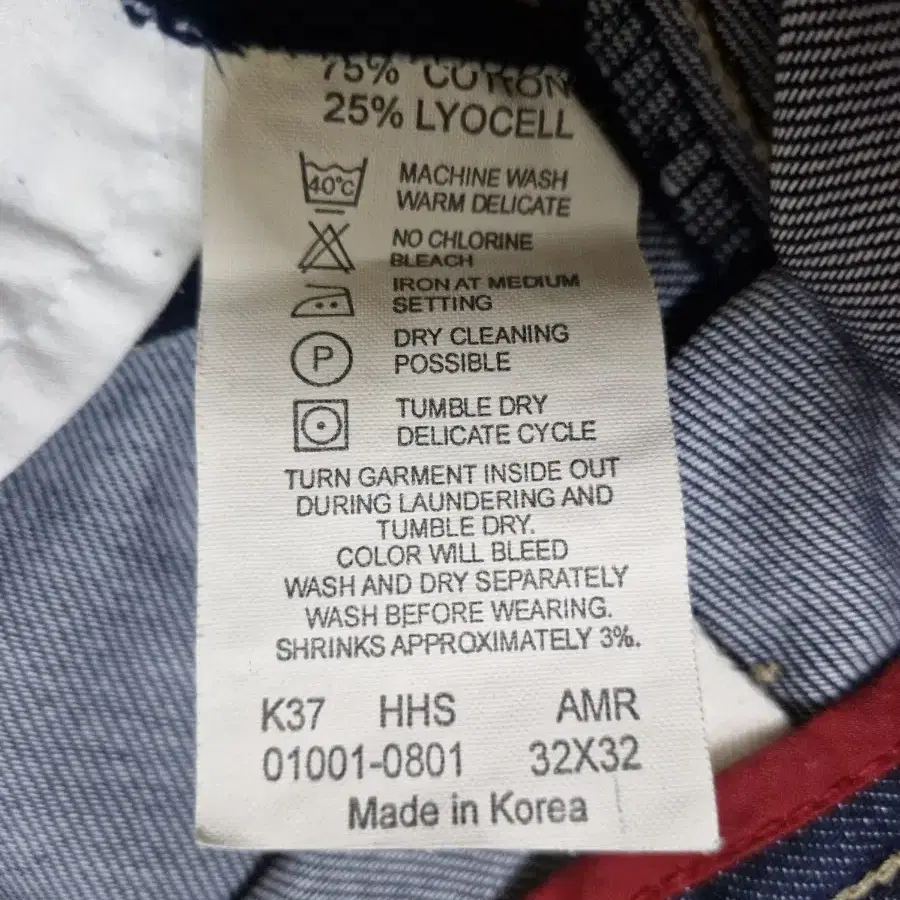 75% COTTON
25% LYOCELL
40°C
MACHINE WASH
WARM DELICATE
NO CHLORINE
BLEACH
IRON AT MEDIUM
SETTING
P
DRY CLEANING
POSSIBLE
TUMBLE DRY
DELICATE CYCLE
TURN GARMENT INSIDE OUT
DURING LAUNDERING AND
TUMBLE DRY.
COLOR WILL BLEED
WASH AND DRY SEPARATELY
WASH BEFORE WEARING.
SHRINKS APPROXIMATELY 3%.
K37 HHS AMR
01001-0801 32X32
Made in Korea